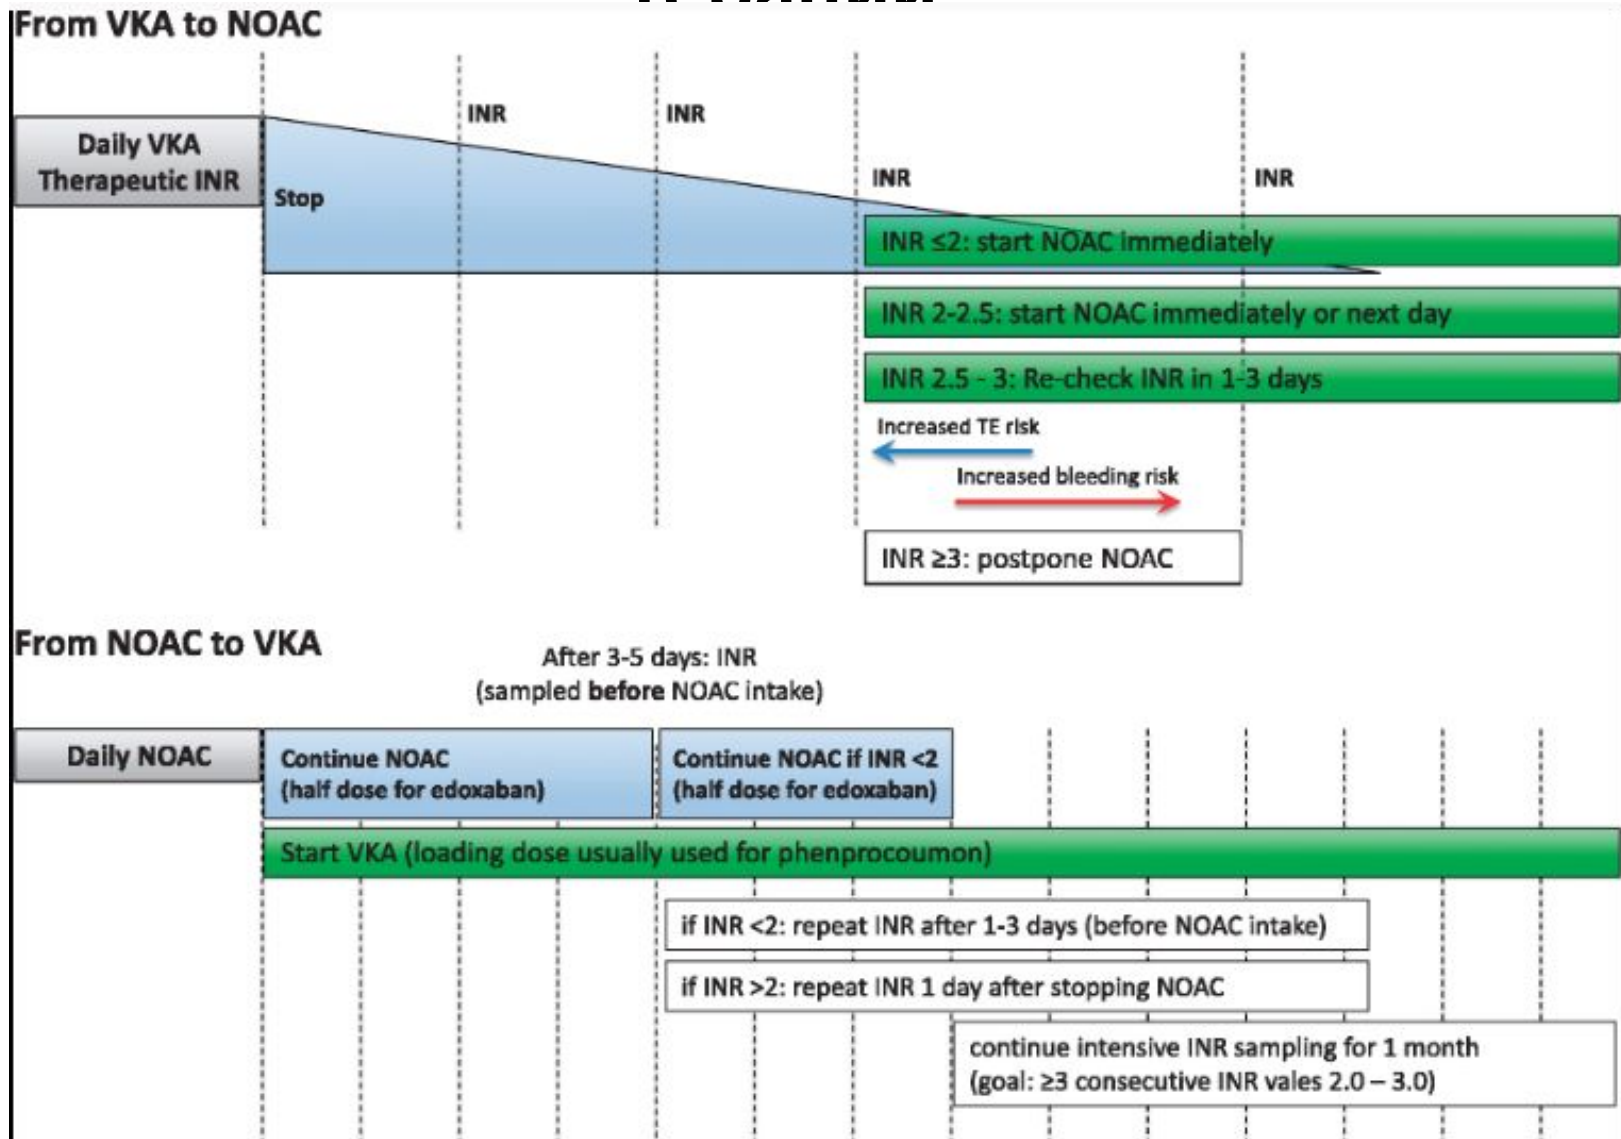 From VKA to NOAC
INR
INR
Daily VKA
Therapeutic INR
Stop
INR
INR
INR ≤2: start NOAC immediately
INR 2-2.5: start NOAC immediately or next day
INR 2.5 - 3: Re-check INR in 1-3 days
Increased TE risk
Increased bleeding risk
INR ≥3: postpone NOAC
From NOAC to VKA
After 3-5 days: INR
(sampled before NOAC intake)
Daily NOAC
Continue NOAC
(half dose for edoxaban)
Continue NOAC if INR <2
(half dose for edoxaban)
Start VKA (loading dose usually used for phenprocoumon)
if INR <2: repeat INR after 1-3 days (before NOAC intake)
if INR >2: repeat INR 1 day after stopping NOAC
continue intensive INR sampling for 1 month
(goal: ≥3 consecutive INR vales 2.0 – 3.0)